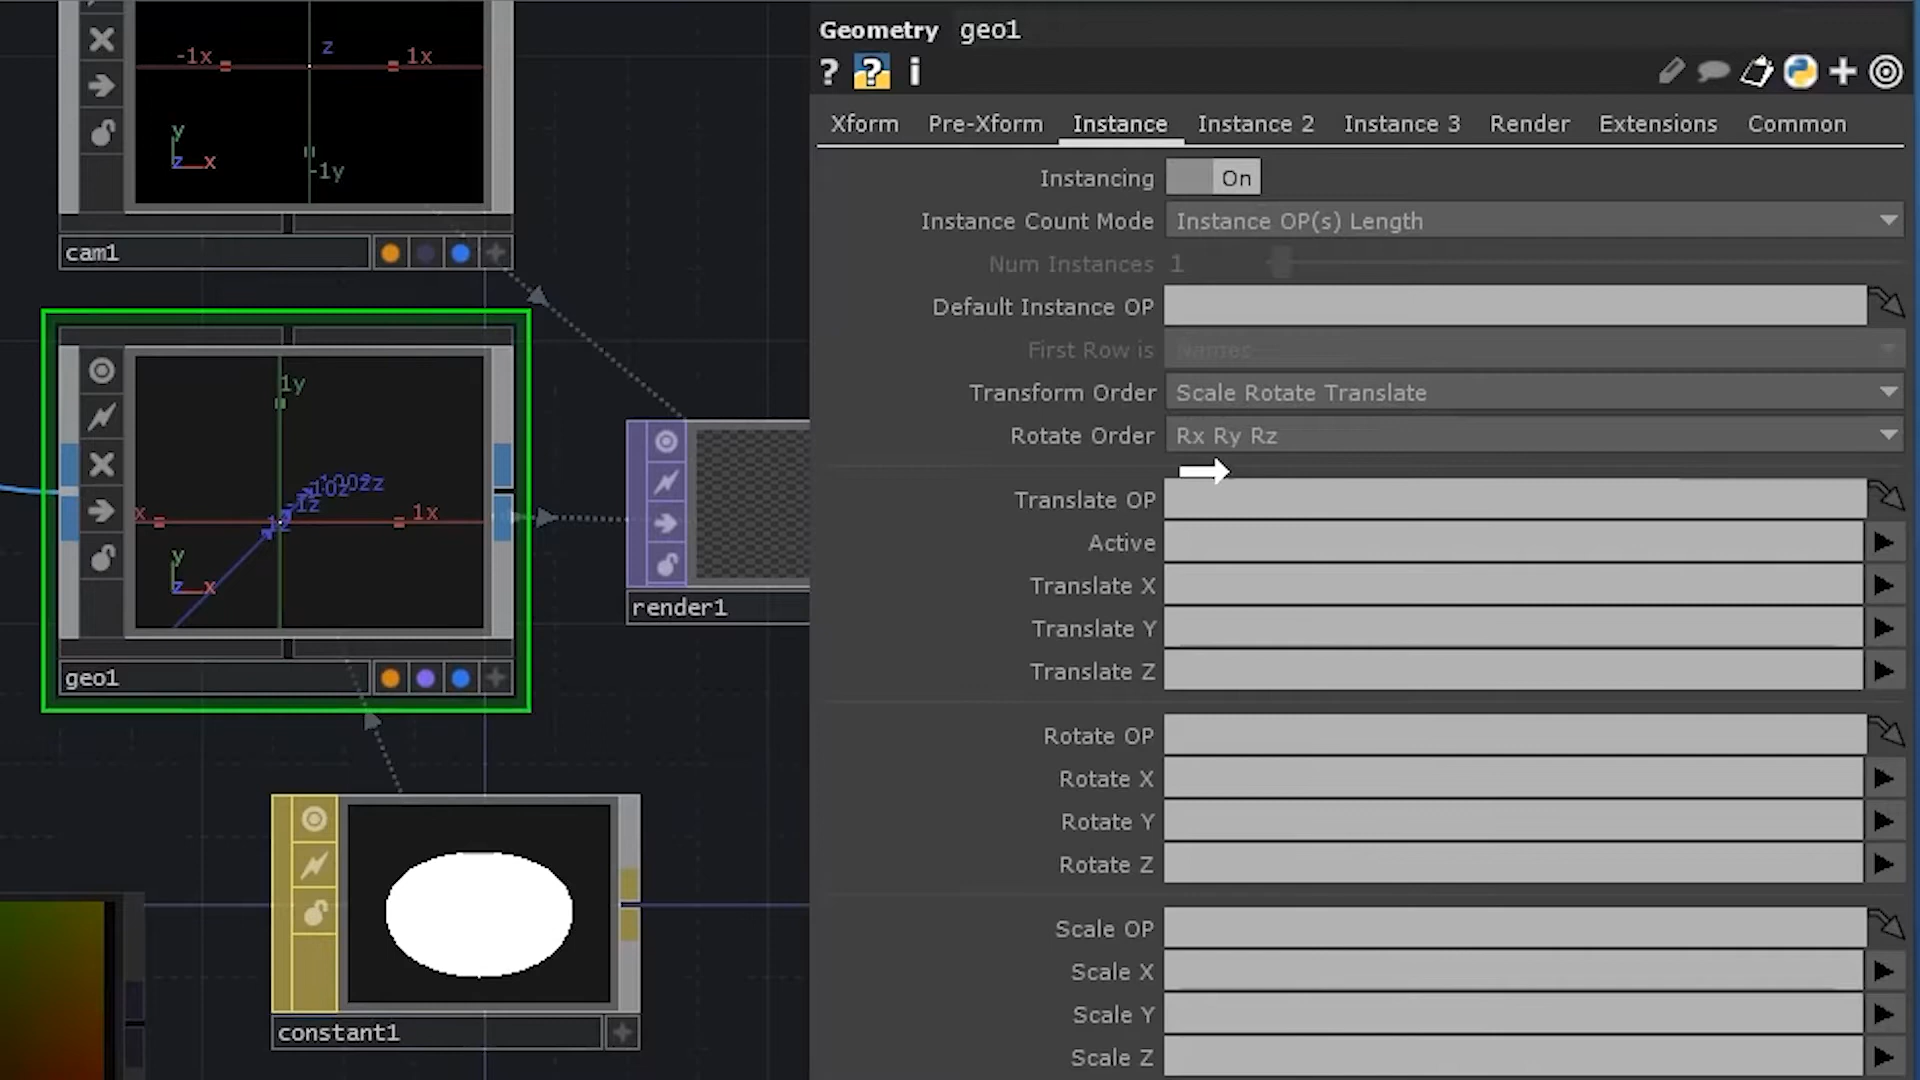 -1x
z
1x
-1y
y
z
x
cam1
1y
-1z
x
1x
y
z
x
geo1
render1
constant1
Geometry geo1
? ? i
Xform Pre-Xform Instance Instance 2 Instance 3 Render Extensions Common
Instancing On
Instance Count Mode Instance OP(s) Length
Num Instances 1
Default Instance OP
First Row is Names
Transform Order Scale Rotate Translate
Rotate Order Rx Ry Rz
Translate OP
Active
Translate X
Translate Y
Translate Z
Rotate OP
Rotate X
Rotate Y
Rotate Z
Scale OP
Scale X
Scale Y
Scale Z